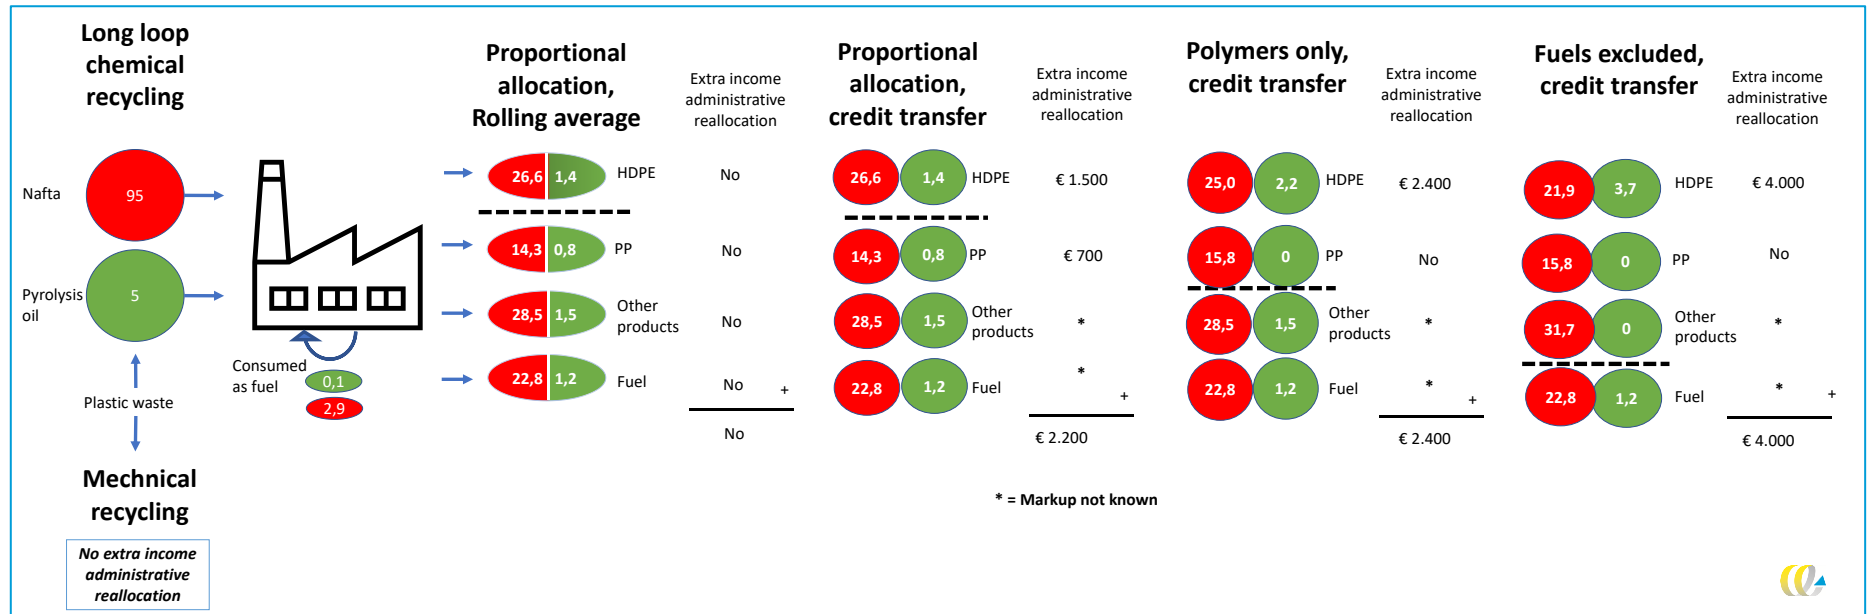 Long loop
chemical
recycling
Nafta
95
Pyrolysis
oil
5
Plastic waste
Mechnical
recycling
No extra income
administrative
reallocation
Consumed
as fuel
0,1
2,9
Proportional
allocation,
Rolling average
Extra income
administrative
reallocation
26,6 1,4 HDPE No
14,3 0,8 PP No
28,5 1,5 Other
products No
22,8 1,2 Fuel No +
No
Proportional
allocation,
credit transfer
Extra income
administrative
reallocation
26,6 1,4 HDPE € 1.500
14,3 0,8 PP € 700
28,5 1,5 Other
products *
22,8 1,2 Fuel * +
€ 2.200
Polymers only,
credit transfer
Extra income
administrative
reallocation
25,0 2,2 HDPE € 2.400
15,8 0 PP No
28,5 1,5 Other
products *
22,8 1,2 Fuel * +
€ 2.400
Fuels excluded,
credit transfer
Extra income
administrative
reallocation
21,9 3,7 HDPE € 4.000
15,8 0 PP No
31,7 0 Other
products *
22,8 1,2 Fuel * +
€ 4.000
* = Markup not known